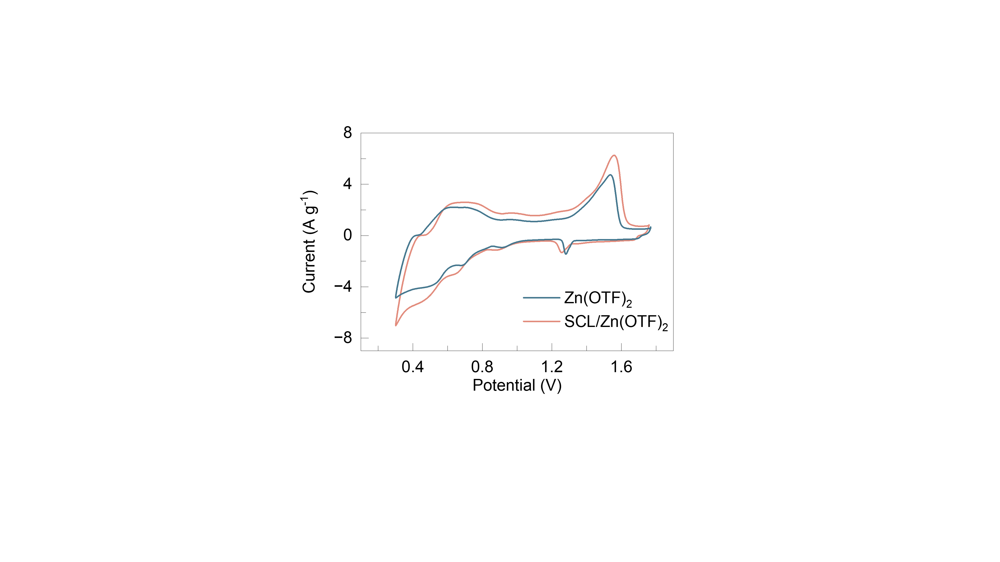 8
4
0
−4
−8
Current (A g⁻¹)
Zn(OTF)₂
SCL/Zn(OTF)₂
0.4 0.8 1.2 1.6
Potential (V)